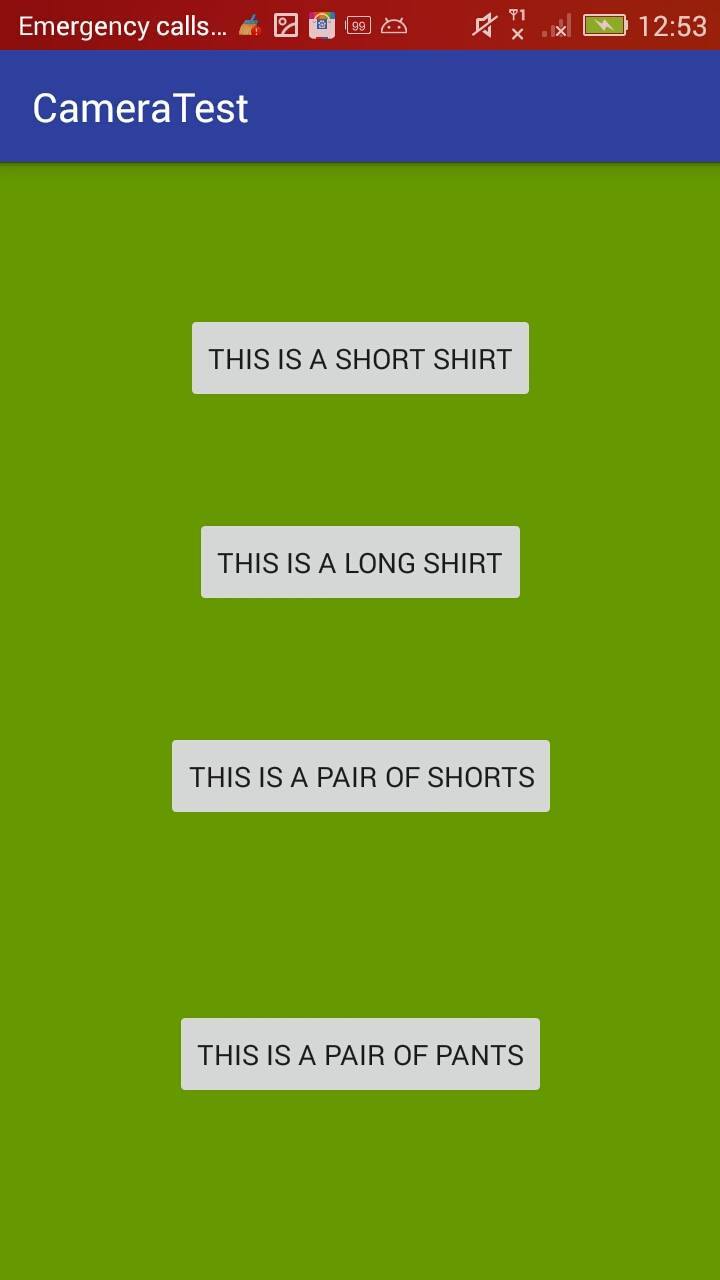 Emergency calls... 99 1 12:53
CameraTest
THIS IS A SHORT SHIRT
THIS IS A LONG SHIRT
THIS IS A PAIR OF SHORTS
THIS IS A PAIR OF PANTS